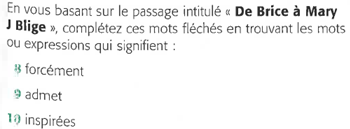 En vous basant sur le passage intitulé « De Brice à Mary
J Blige », complétez ces mots fléchés en trouvant les mots
ou expressions qui signifient :
8 forcément
9 admet
10 inspirées